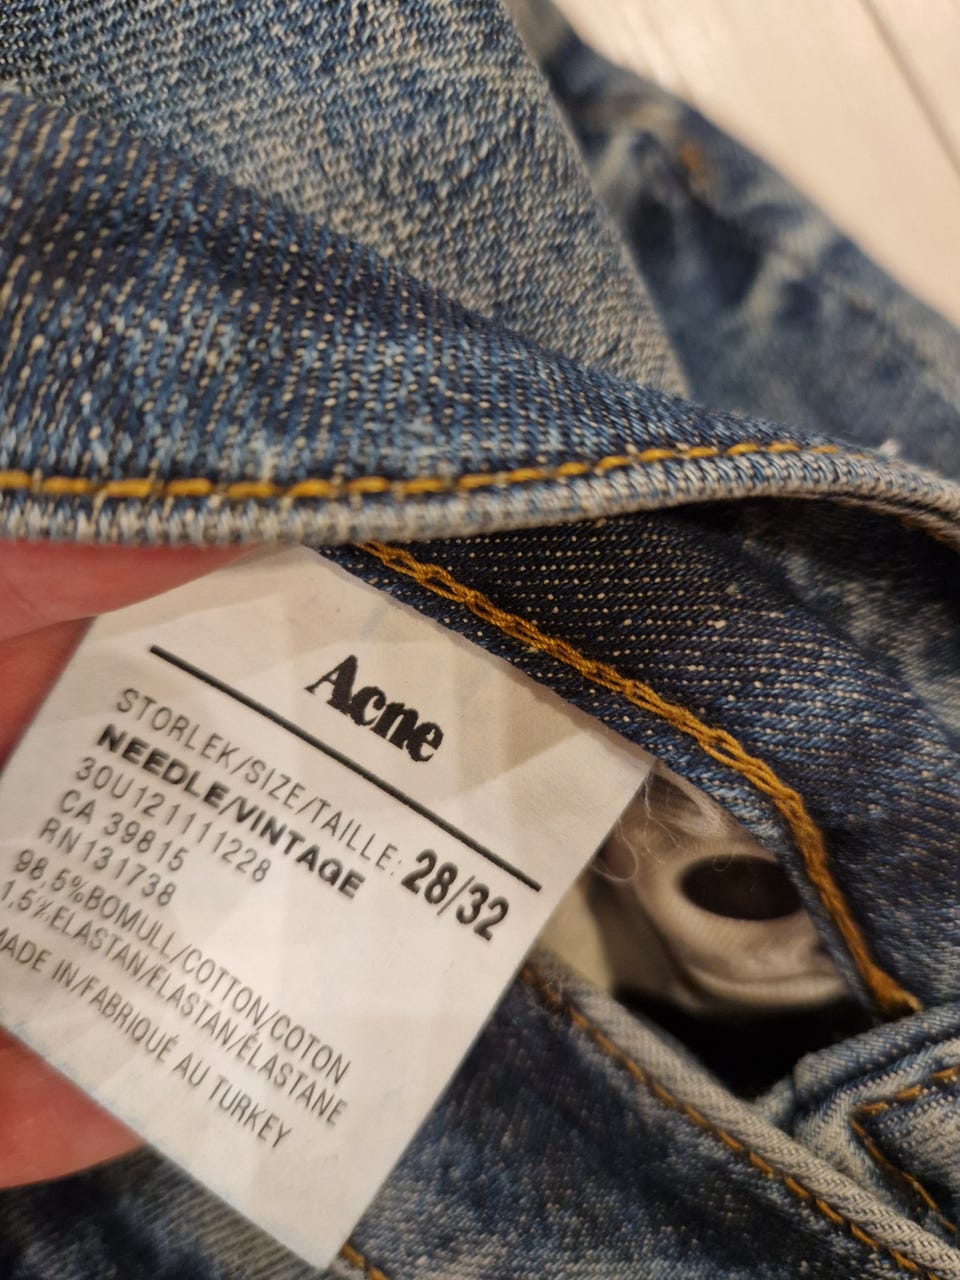 Acne
STORLEK/SIZE/TAILLE: 28/32
NEEDLE/VINTAGE
30U121111228
CA 39815
RN131738
98,5%BOMULL/COTTON/COTON
1,5%ELASTAN/ELASTAN/ÉLASTANE
MADE IN/FABRIQUÉ AU TURKEY